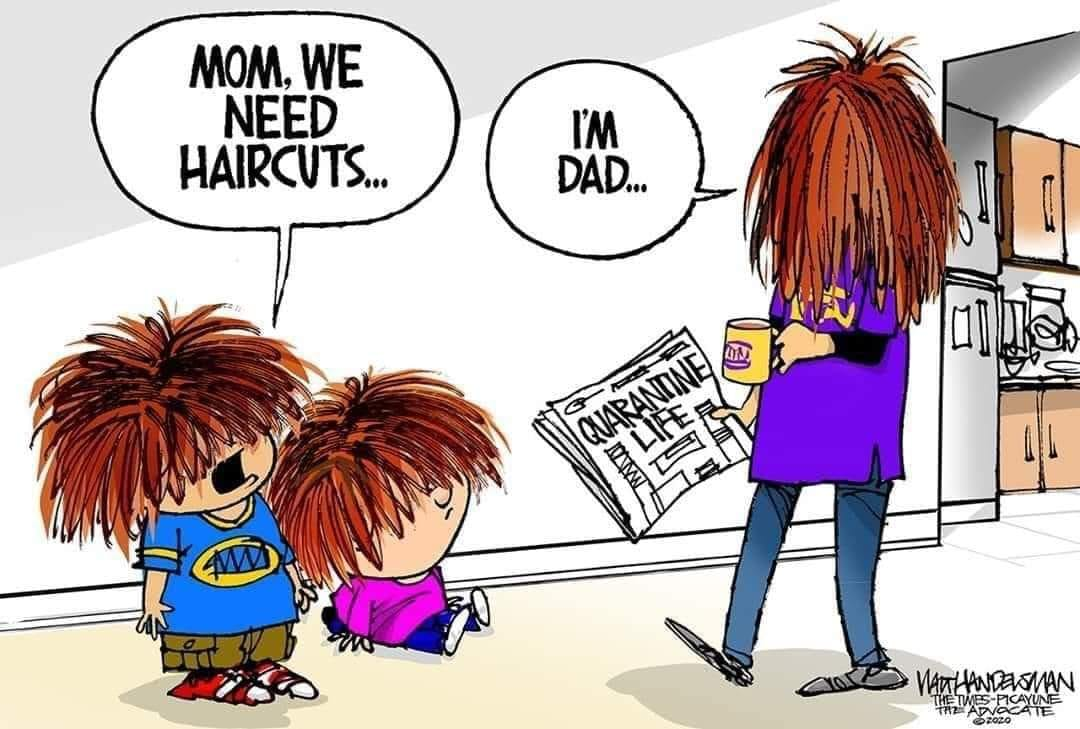 MOM, WE
NEED
HAIRCUTS...
I'M
DAD...
QUARANTINE
LIFE
WALT HANDELSMAN
THE TIMES-PICAYUNE
THE ADVOCATE
©2020